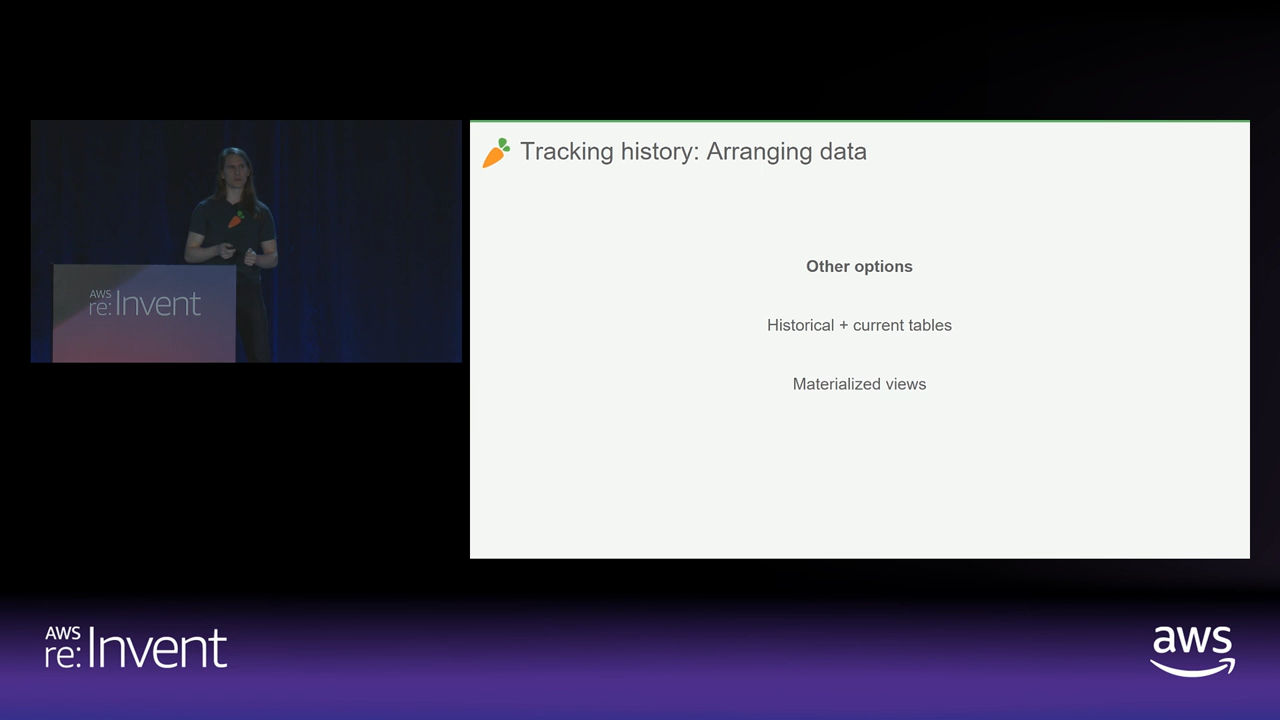 Tracking history: Arranging data
Other options
Historical + current tables
Materialized views
AWS
re:Invent
AWS
re:Invent
aws